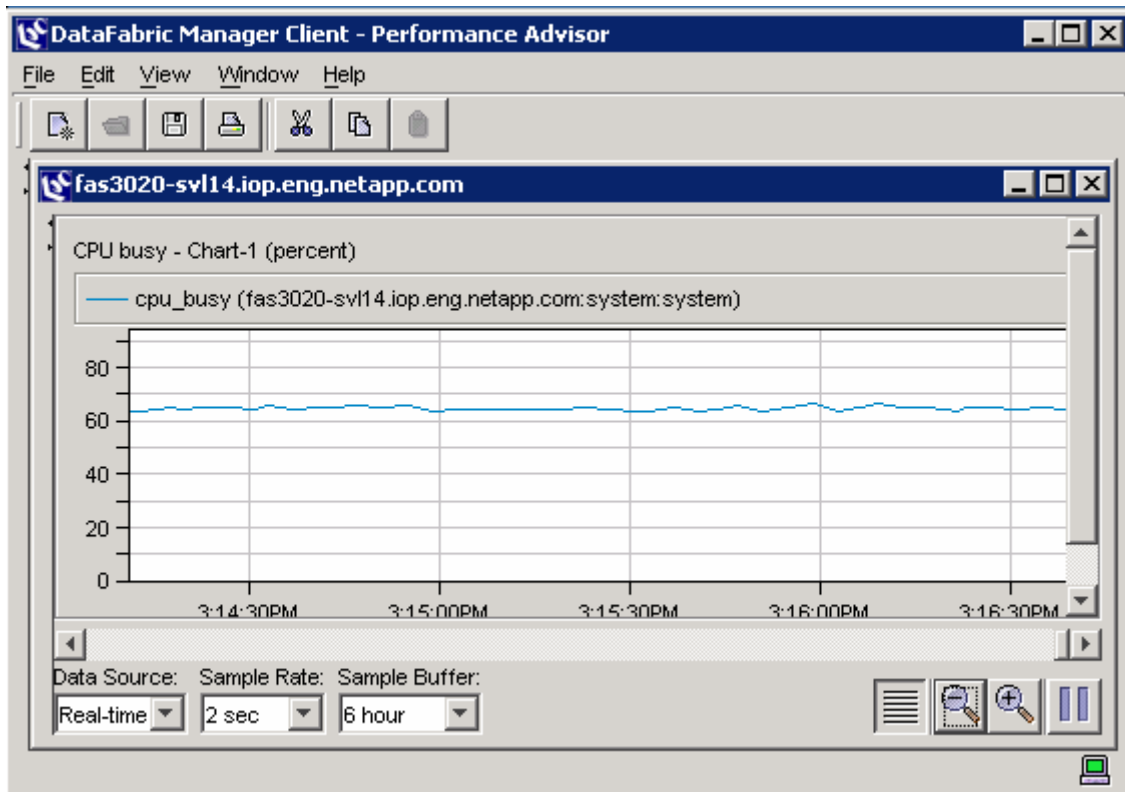 DataFabric Manager Client - Performance Advisor
File Edit View Window Help
fas3020-svl14.iop.eng.netapp.com
CPU busy - Chart-1 (percent)
cpu_busy (fas3020-svl14.iop.eng.netapp.com:system:system)
80
60
40
20
0
3:14:30PM 3:15:00PM 3:15:30PM 3:16:00PM 3:16:30PM
Data Source: Sample Rate: Sample Buffer:
Real-time 2 sec 6 hour